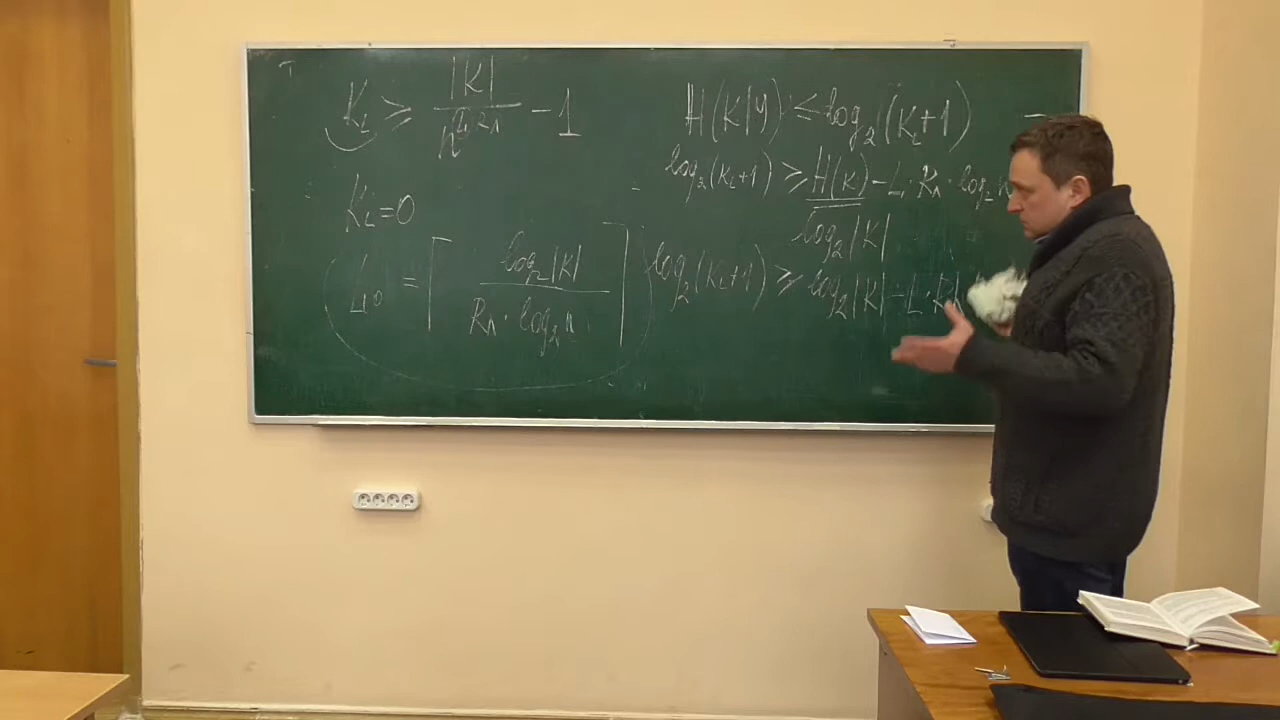 K_L ⩾ |K| / n^{L R_Λ} − 1
K_L = 0
L_0 = ⌈ log_2|K| / R_Λ · log_2 n ⌉
H(K|Y) ⩽ log_2(K_L+1)
log_2(K_L+1) ⩾ H(K) − L · R_Λ · log_2 n
log_2|K|
log_2(K_L+1) ⩾ log_2|K| − L · R_Λ